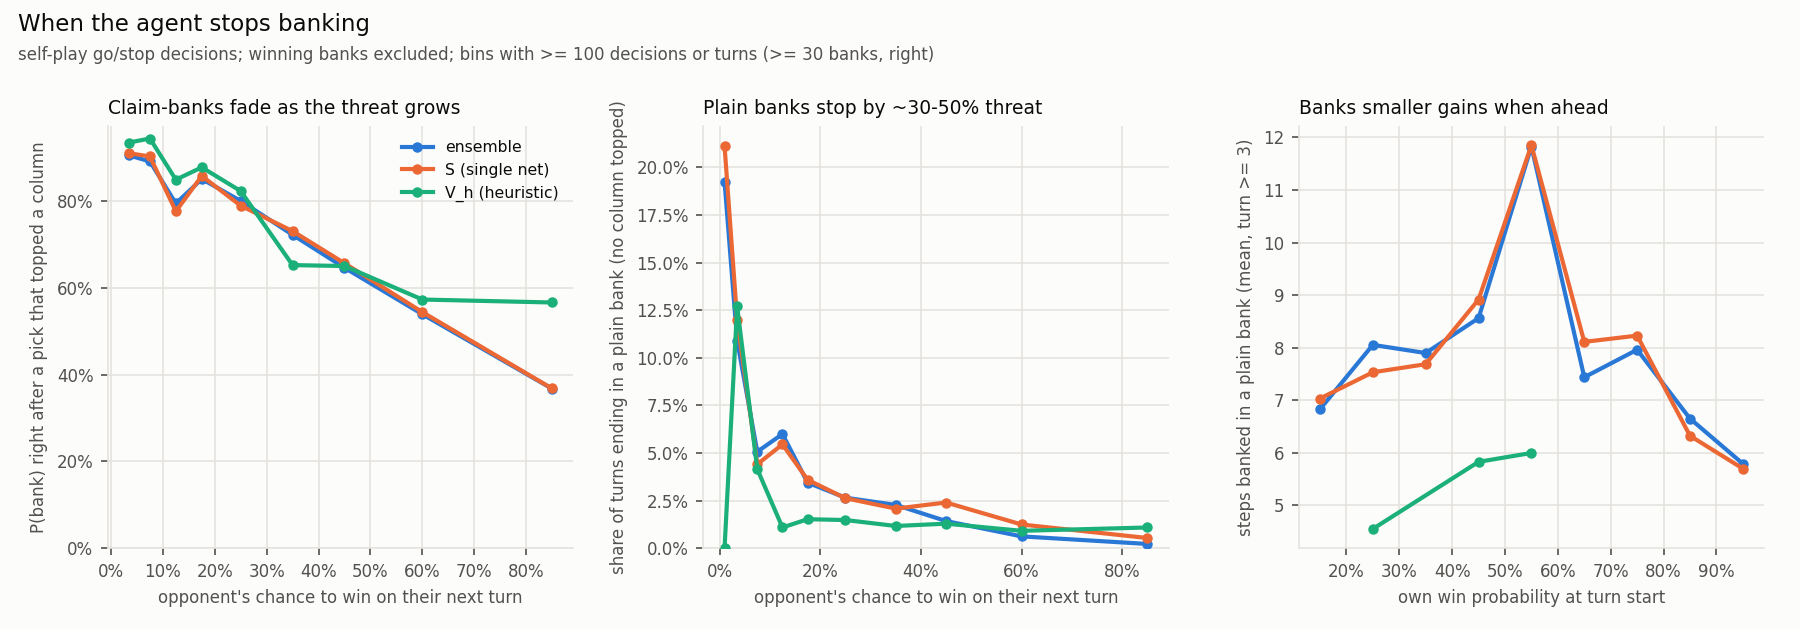 When the agent stops banking
self-play go/stop decisions; winning banks excluded; bins with >= 100 decisions or turns (>= 30 banks, right)
Claim-banks fade as the threat grows
P(bank) right after a pick that topped a column
80%
60%
40%
20%
0%
0% 10% 20% 30% 40% 50% 60% 70% 80%
opponent's chance to win on their next turn
ensemble
S (single net)
V_h (heuristic)
Plain banks stop by ~30-50% threat
share of turns ending in a plain bank (no column topped)
20.0%
17.5%
15.0%
12.5%
10.0%
7.5%
5.0%
2.5%
0.0%
0% 20% 40% 60% 80%
opponent's chance to win on their next turn
Banks smaller gains when ahead
steps banked in a plain bank (mean, turn >= 3)
12
11
10
9
8
7
6
5
20% 30% 40% 50% 60% 70% 80% 90%
own win probability at turn start